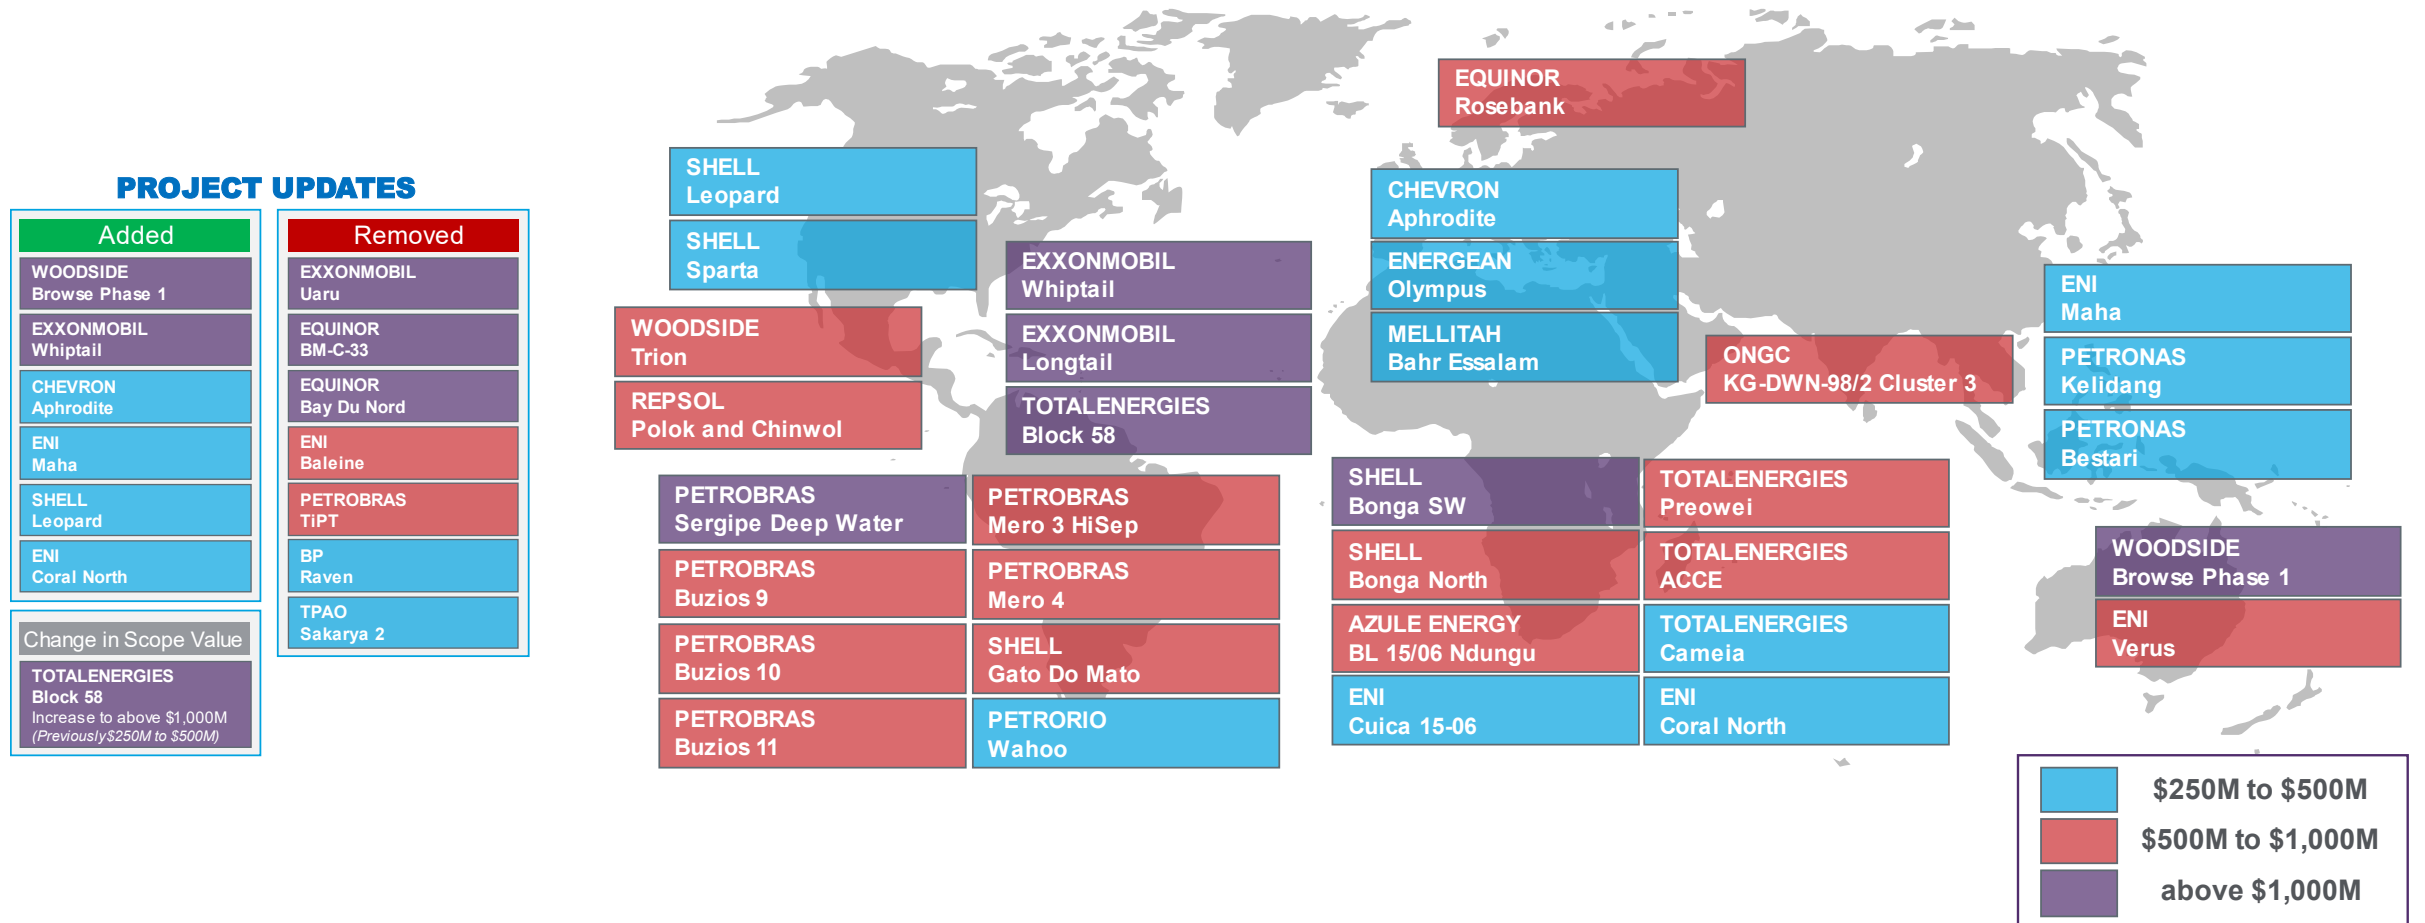 PROJECT UPDATES
Added
WOODSIDE
Browse Phase 1
EXXONMOBIL
Whiptail
CHEVRON
Aphrodite
ENI
Maha
SHELL
Leopard
ENI
Coral North
Change in Scope Value
TOTALENERGIES
Block 58
Increase to above $1,000M
(Previously$250M to $500M)
Removed
EXXONMOBIL
Uaru
EQUINOR
BM-C-33
EQUINOR
Bay Du Nord
ENI
Baleine
PETROBRAS
TiPT
BP
Raven
TPAO
Sakarya 2
SHELL
Leopard
SHELL
Sparta
WOODSIDE
Trion
REPSOL
Polok and Chinwol
EXXONMOBIL
Whiptail
EXXONMOBIL
Longtail
TOTALENERGIES
Block 58
PETROBRAS
Sergipe Deep Water
PETROBRAS
Buzios 9
PETROBRAS
Buzios 10
PETROBRAS
Buzios 11
PETROBRAS
Mero 3 HiSep
PETROBRAS
Mero 4
SHELL
Gato Do Mato
PETRORIO
Wahoo
EQUINOR
Rosebank
CHEVRON
Aphrodite
ENERGEAN
Olympus
MELLITAH
Bahr Essalam
ONGC
KG-DWN-98/2 Cluster 3
SHELL
Bonga SW
SHELL
Bonga North
AZULE ENERGY
BL 15/06 Ndungu
ENI
Cuica 15-06
TOTALENERGIES
Preowei
TOTALENERGIES
ACCE
TOTALENERGIES
Cameia
ENI
Coral North
ENI
Maha
PETRONAS
Kelidang
PETRONAS
Bestari
WOODSIDE
Browse Phase 1
ENI
Verus
$250M to $500M
$500M to $1,000M
above $1,000M